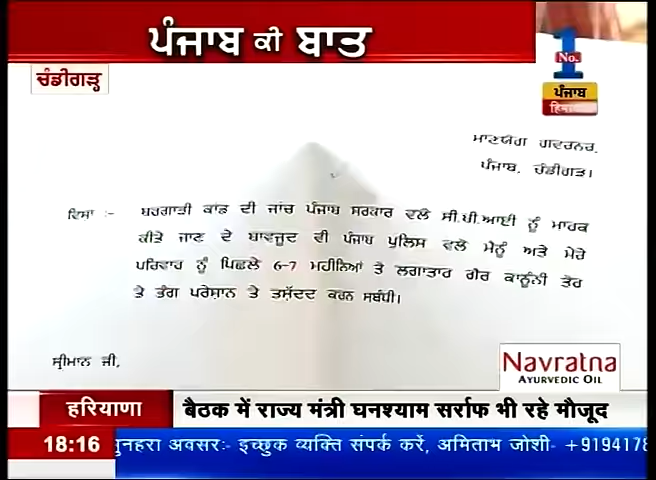 ਪੰਜਾਬ ਕੀ ਬਾਤ
ਚੰਡੀਗੜ੍ਹ
No. 1
ਪੰਜਾਬ
ਮਾਣਯੋਗ ਗਵਰਨਰ,
ਪੰਜਾਬ, ਚੰਡੀਗੜ।
ਵਿਸ਼ਾ :- ਬਰਗਾੜੀ ਕਾਂਡ ਦੀ ਜਾਂਚ ਪੰਜਾਬ ਸਰਕਾਰ ਵਲੋਂ ਸੀ.ਬੀ.ਆਈ ਨੂੰ ਮਾਰਕ
ਕੀਤੇ ਜਾਣ ਦੇ ਬਾਵਜੂਦ ਵੀ ਪੰਜਾਬ ਪੁਲਿਸ ਵਲੋਂ ਮੈਨੂੰ ਅਤੇ ਮੇਰੇ
ਪਰਿਵਾਰ ਨੂੰ ਪਿਛਲੇ 6-7 ਮਹੀਨਿਆਂ ਤੋਂ ਲਗਾਤਾਰ ਗੈਰ ਕਾਨੂੰਨੀ ਤੌਰ
ਤੇ ਤੰਗ ਪਰੇਸ਼ਾਨ ਤੇ ਤਸ਼ੱਦਦ ਕਰਨ ਸਬੰਧੀ।
ਸ੍ਰੀਮਾਨ ਜੀ,
Navratna
AYURVEDIC OIL
हरियाणा
बैठक में राज्य मंत्री घनश्याम सर्राफ भी रहे मौजूद
18:16
अवसर:- इच्छुक व्यक्ति संपर्क करें, अमिताभ जोशी- +9194178